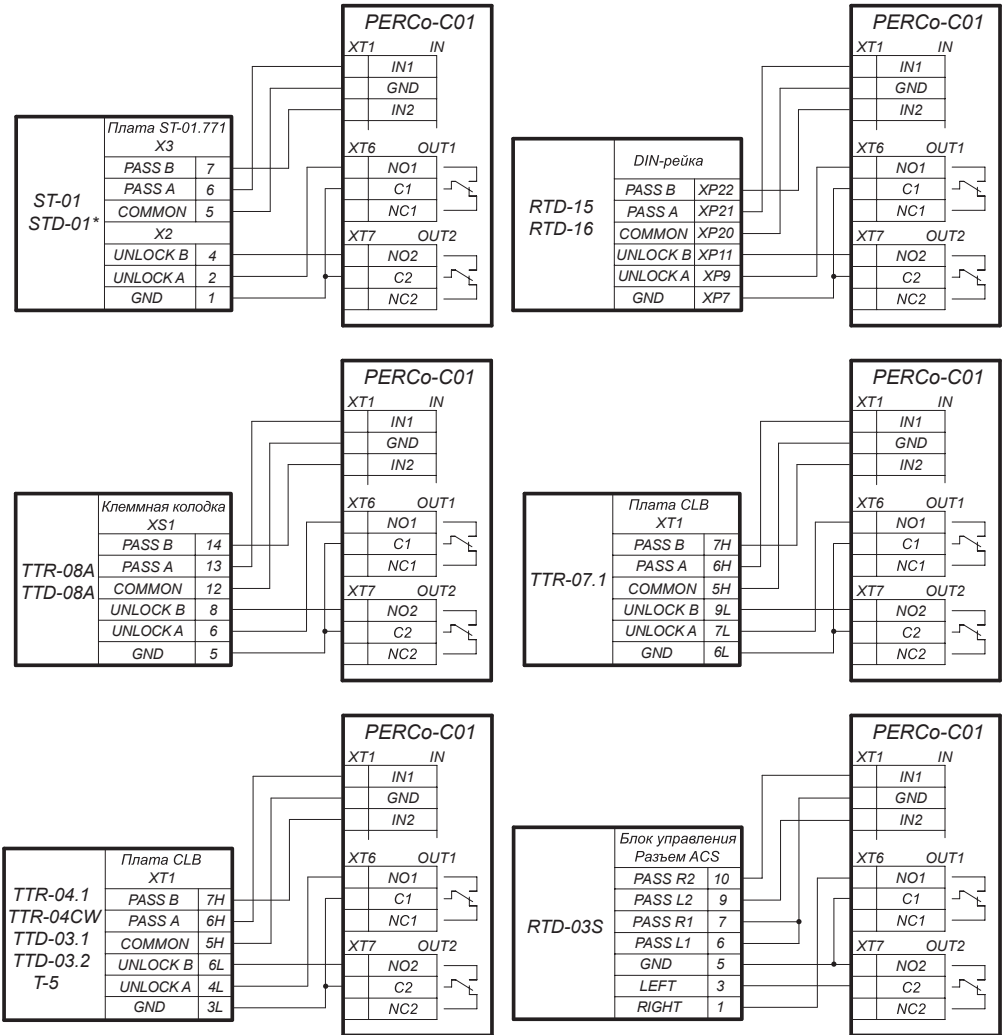 PERCo-C01
XT1 IN
IN1
GND
IN2
XT6 OUT1
NO1
C1
NC1
XT7 OUT2
NO2
C2
NC2
ST-01
STD-01*
Плата ST-01.771
X3
PASS B 7
PASS A 6
COMMON 5
X2
UNLOCK B 4
UNLOCK A 2
GND 1
PERCo-C01
XT1 IN
IN1
GND
IN2
XT6 OUT1
NO1
C1
NC1
XT7 OUT2
NO2
C2
NC2
RTD-15
RTD-16
DIN-рейка
PASS B XP22
PASS A XP21
COMMON XP20
UNLOCK B XP11
UNLOCK A XP9
GND XP7
PERCo-C01
XT1 IN
IN1
GND
IN2
XT6 OUT1
NO1
C1
NC1
XT7 OUT2
NO2
C2
NC2
TTR-08A
TTD-08A
Клеммная колодка
XS1
PASS B 14
PASS A 13
COMMON 12
UNLOCK B 8
UNLOCK A 6
GND 5
PERCo-C01
XT1 IN
IN1
GND
IN2
XT6 OUT1
NO1
C1
NC1
XT7 OUT2
NO2
C2
NC2
TTR-07.1
Плата CLB
XT1
PASS B 7H
PASS A 6H
COMMON 5H
UNLOCK B 9L
UNLOCK A 7L
GND 6L
PERCo-C01
XT1 IN
IN1
GND
IN2
XT6 OUT1
NO1
C1
NC1
XT7 OUT2
NO2
C2
NC2
TTR-04.1
TTR-04CW
TTD-03.1
TTD-03.2
T-5
Плата CLB
XT1
PASS B 7H
PASS A 6H
COMMON 5H
UNLOCK B 6L
UNLOCK A 4L
GND 3L
PERCo-C01
XT1 IN
IN1
GND
IN2
XT6 OUT1
NO1
C1
NC1
XT7 OUT2
NO2
C2
NC2
RTD-03S
Блок управления
Разъем ACS
PASS R2 10
PASS L2 9
PASS R1 7
PASS L1 6
GND 5
LEFT 3
RIGHT 1